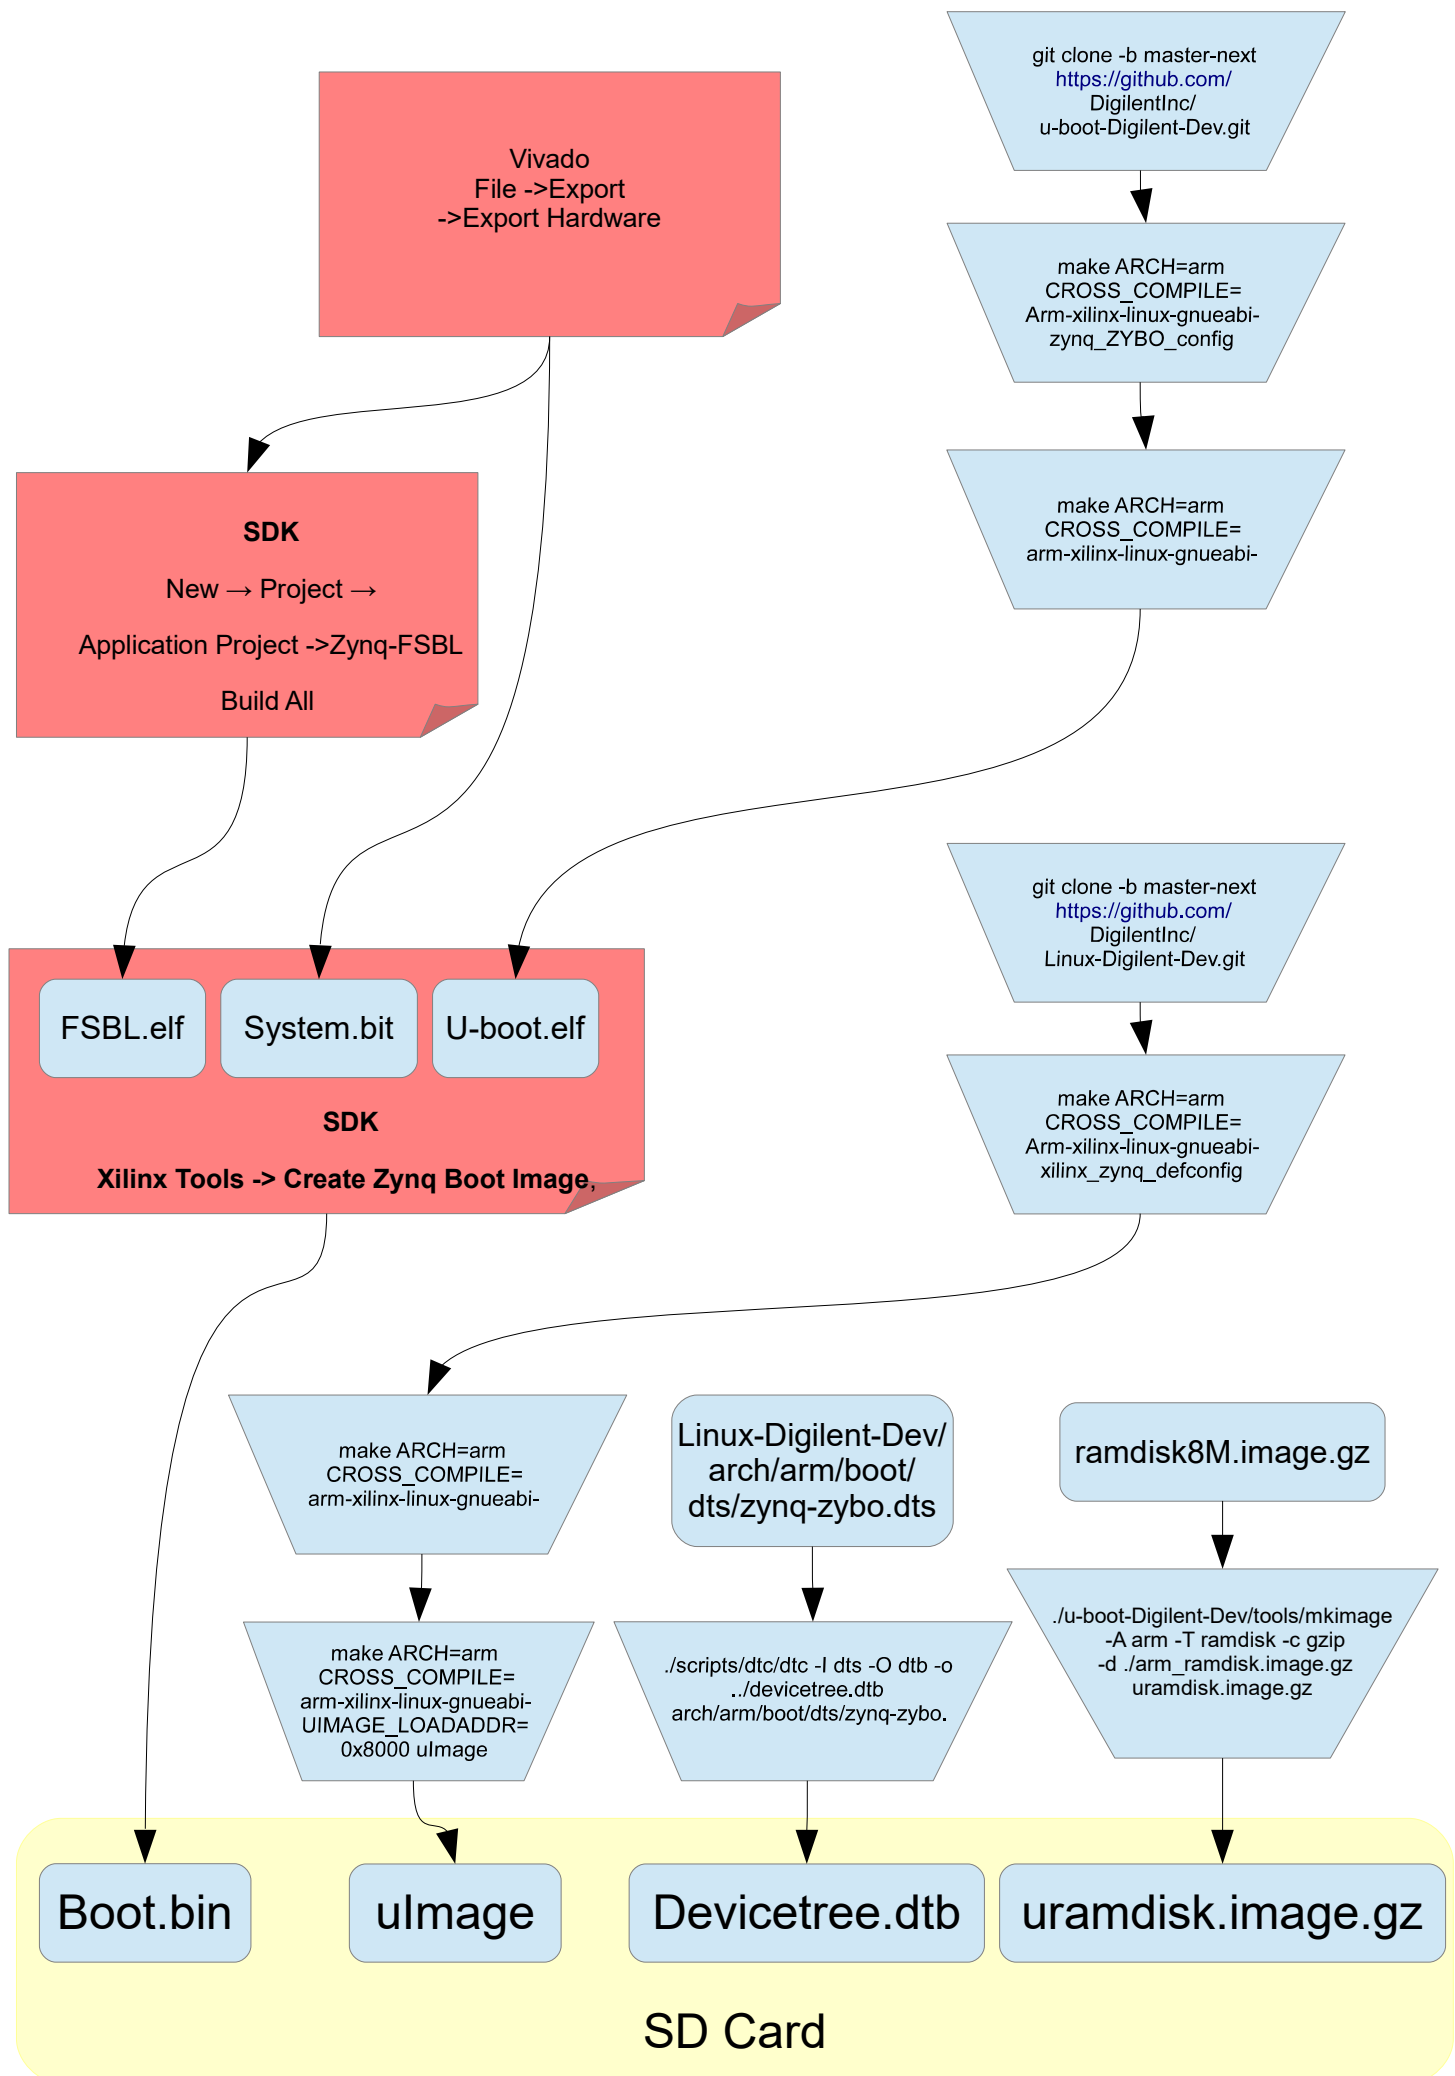 git clone -b master-next
https://github.com/
DigilentInc/
u-boot-Digilent-Dev.git
Vivado
File ->Export
->Export Hardware
make ARCH=arm
CROSS_COMPILE=
Arm-xilinx-linux-gnueabi-
zynq_ZYBO_config
make ARCH=arm
CROSS_COMPILE=
arm-xilinx-linux-gnueabi-
SDK
New → Project →
Application Project ->Zynq-FSBL
Build All
git clone -b master-next
https://github.com/
DigilentInc/
Linux-Digilent-Dev.git
FSBL.elf
System.bit
U-boot.elf
SDK
Xilinx Tools -> Create Zynq Boot Image,
make ARCH=arm
CROSS_COMPILE=
Arm-xilinx-linux-gnueabi-
xilinx_zynq_defconfig
make ARCH=arm
CROSS_COMPILE=
arm-xilinx-linux-gnueabi-
Linux-Digilent-Dev/
arch/arm/boot/
dts/zynq-zybo.dts
ramdisk8M.image.gz
make ARCH=arm
CROSS_COMPILE=
arm-xilinx-linux-gnueabi-
UIMAGE_LOADADDR=
0x8000 uImage
./scripts/dtc/dtc -I dts -O dtb -o
../devicetree.dtb
arch/arm/boot/dts/zynq-zybo.
./u-boot-Digilent-Dev/tools/mkimage
-A arm -T ramdisk -c gzip
-d ./arm_ramdisk.image.gz
uramdisk.image.gz
Boot.bin
uImage
Devicetree.dtb
uramdisk.image.gz
SD Card